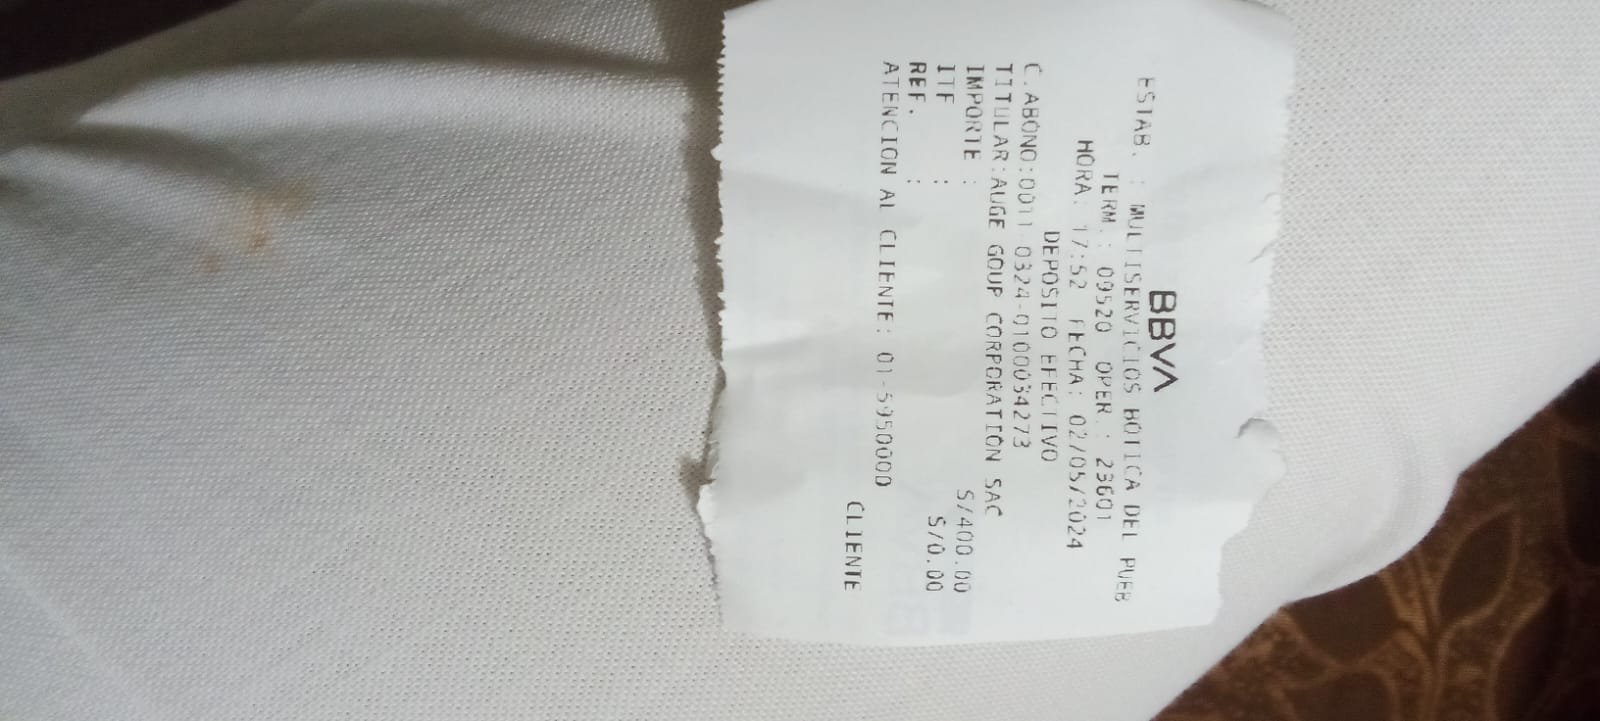 BBVA
ESTAB. : MULTISERVICIOS BOTICA DEL PUEB
TERM.: 09520 OPER.: 23601
HORA: 17:52 FECHA: 02/05/2024
DEPOSITO EFECTIVO
C.ABONO:0011-0324-0100034273
TITULAR:AUGE GOUP CORPORATION SAC
IMPORTE : S/400.00
ITF : S/0.00
REF. :
ATENCION AL CLIENTE: 01-5950000
CLIENTE